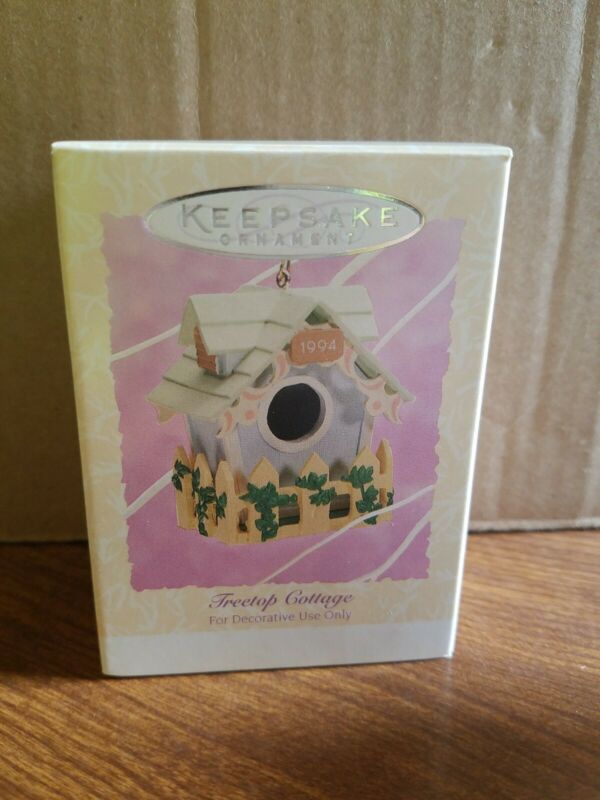 KEEPSAKE
ORNAMENT
1994
Treetop Cottage
For Decorative Use Only